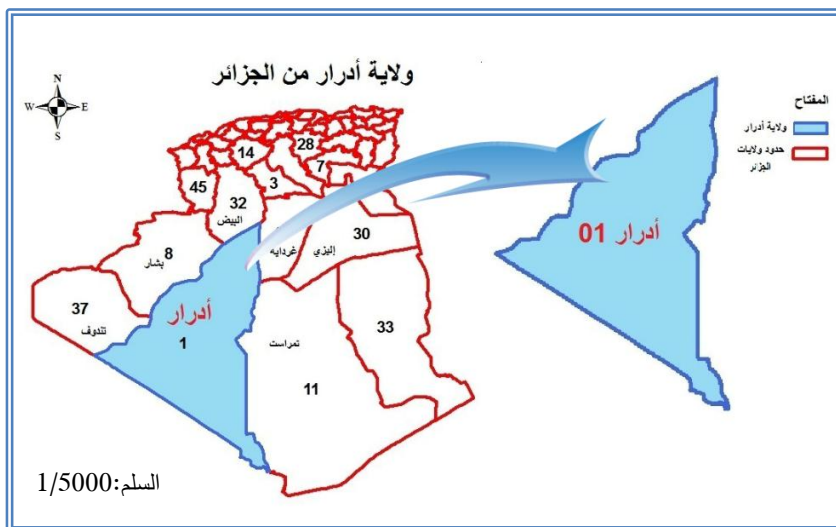 ولاية أدرار من الجزائر
N
W
E
S
المفتاح
ولاية أدرار
حدود ولايات
الجزائر
28
14
7
3
45
32
البيض
30
إليزي
غردايه
8
بشار
أدرار 01
37
تندوف
أدرار
1
33
تمراست
11
السلم:1/5000